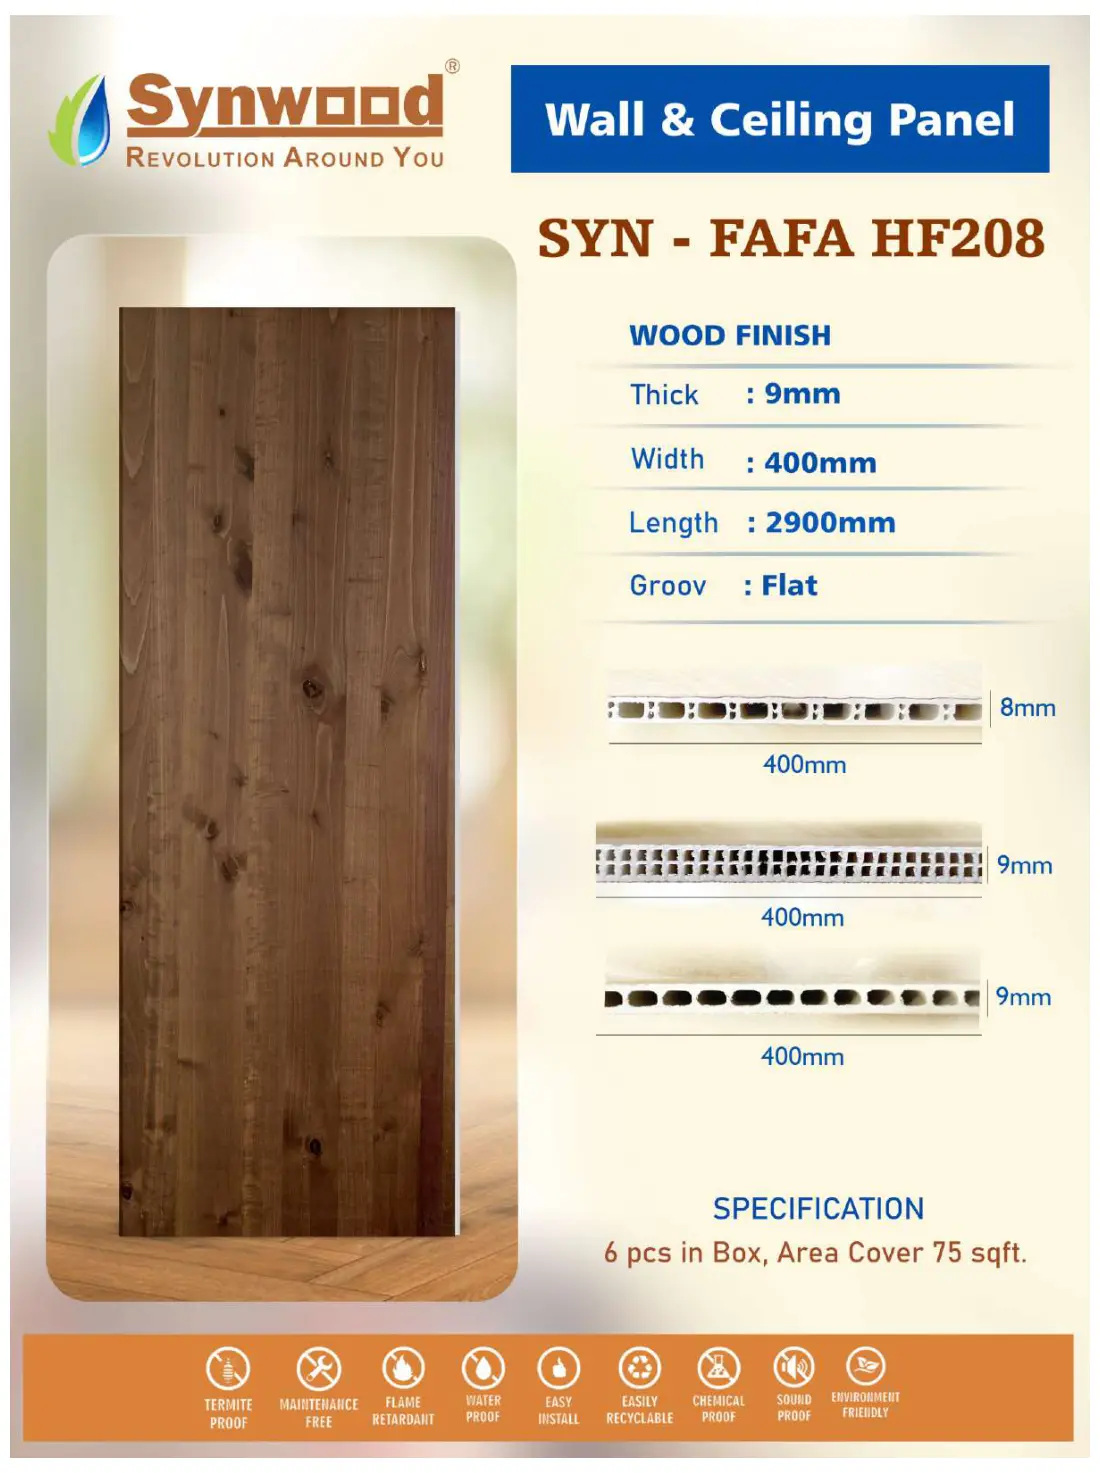 Synwood®
REVOLUTION AROUND YOU
Wall & Ceiling Panel
SYN - FAFA HF208
WOOD FINISH
Thick : 9mm
Width : 400mm
Length : 2900mm
Groov : Flat
8mm
400mm
9mm
400mm
9mm
400mm
SPECIFICATION
6 pcs in Box, Area Cover 75 sqft.
TERMITE
PROOF
MAINTENANCE
FREE
FLAME
RETARDANT
WATER
PROOF
EASY
INSTALL
EASILY
RECYCLABLE
CHEMICAL
PROOF
SOUND
PROOF
ENVIRONMENT
FRIENDLY